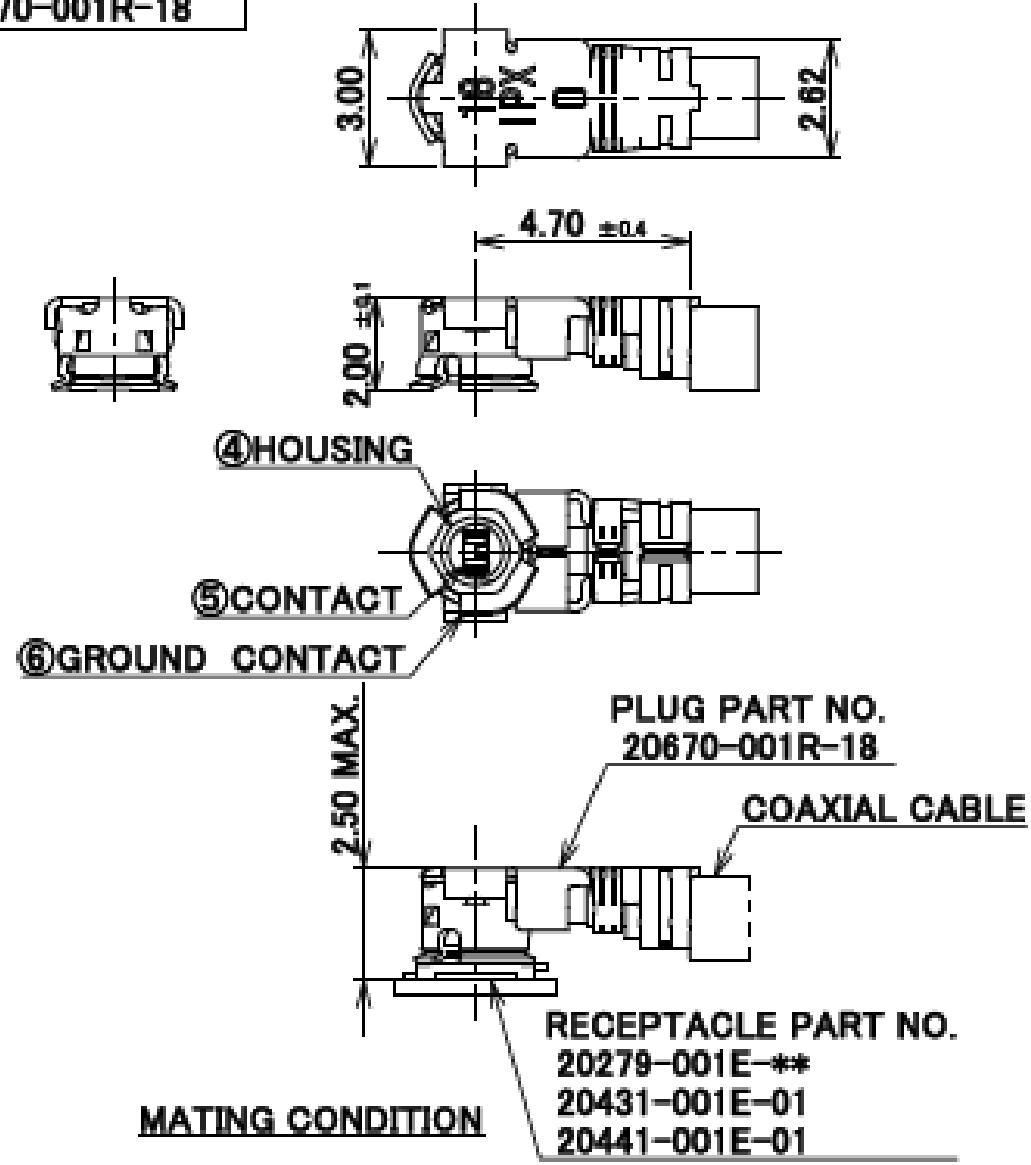 70-001R-18
3.00
18
IPX
0
2.62
4.70 ±0.4
2.00 ±0.1
④HOUSING
⑤CONTACT
⑥GROUND CONTACT
2.50 MAX.
PLUG PART NO.
20670-001R-18
COAXIAL CABLE
RECEPTACLE PART NO.
20279-001E-**
20431-001E-01
20441-001E-01
MATING CONDITION